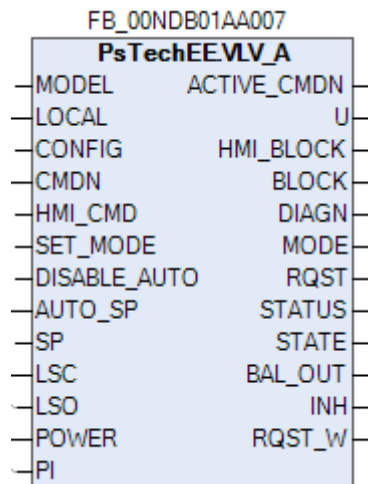 FB_00NDB01AA007
PsTechEE.VLV_A
MODEL ACTIVE_CMDN
LOCAL U
CONFIG HMI_BLOCK
CMDN BLOCK
HMI_CMD DIAGN
SET_MODE MODE
DISABLE_AUTO RQST
AUTO_SP STATUS
SP STATE
LSC BAL_OUT
LSO INH
POWER RQST_W
PI